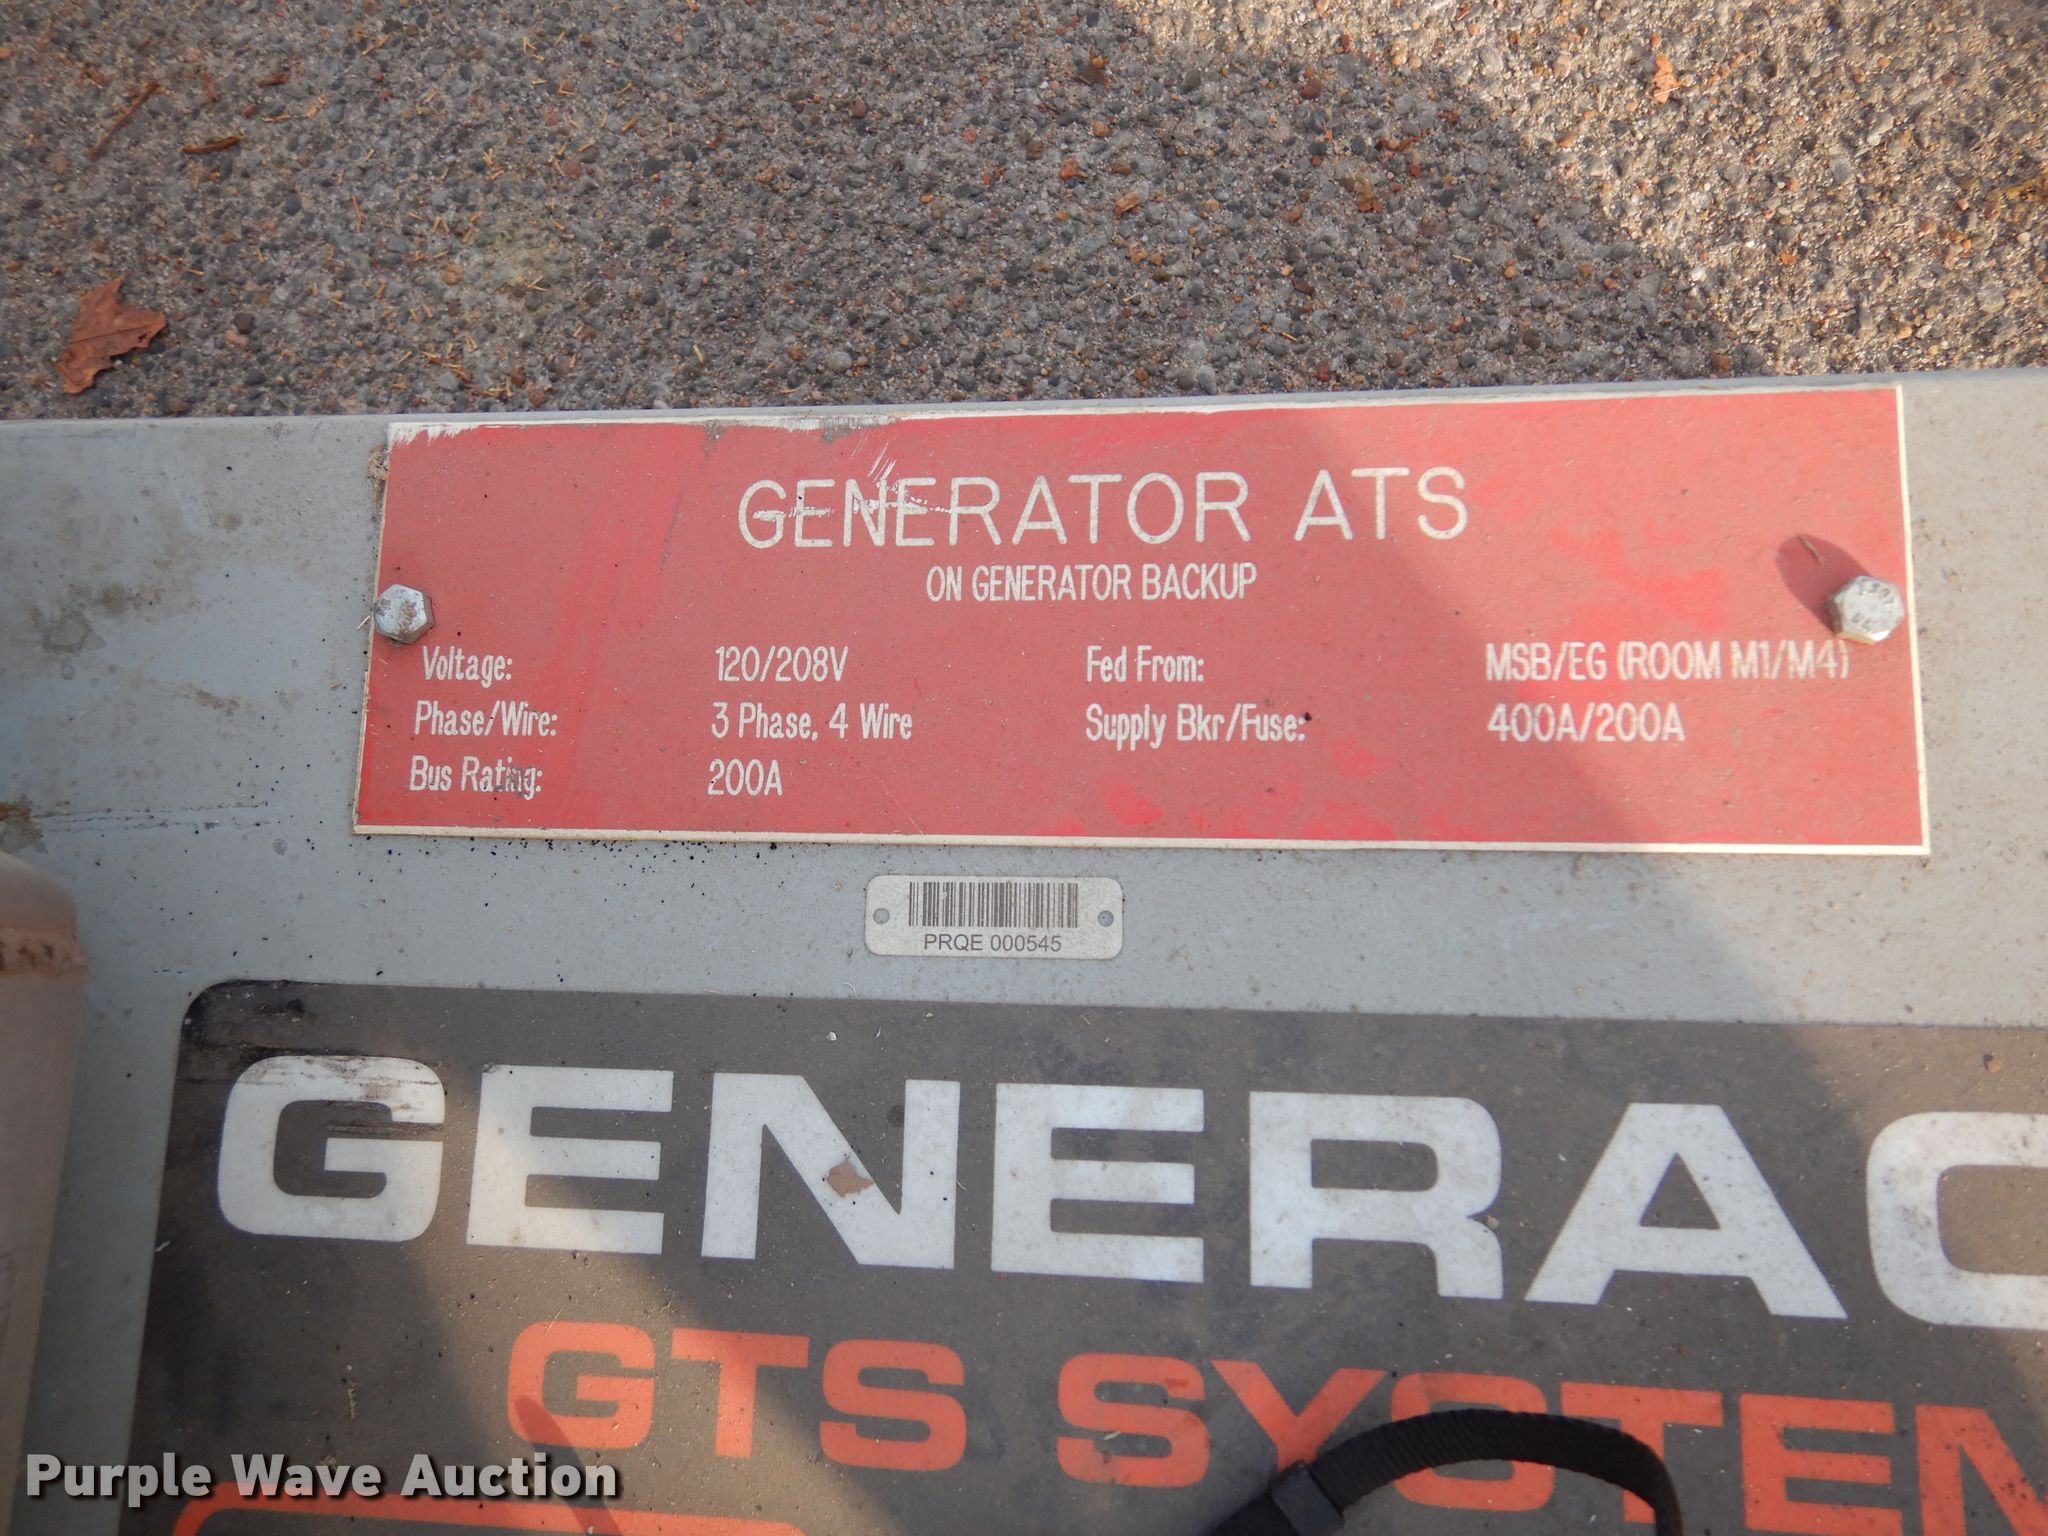 GENERATOR ATS
ON GENERATOR BACKUP
Voltage: 120/208V Fed From: MSB/EG (ROOM M1/M4)
Phase/Wire: 3 Phase, 4 Wire Supply Bkr/Fuse: 400A/200A
Bus Rating: 200A
PRQE 000545
GENERAC
GTS SYSTEM
Purple Wave Auction